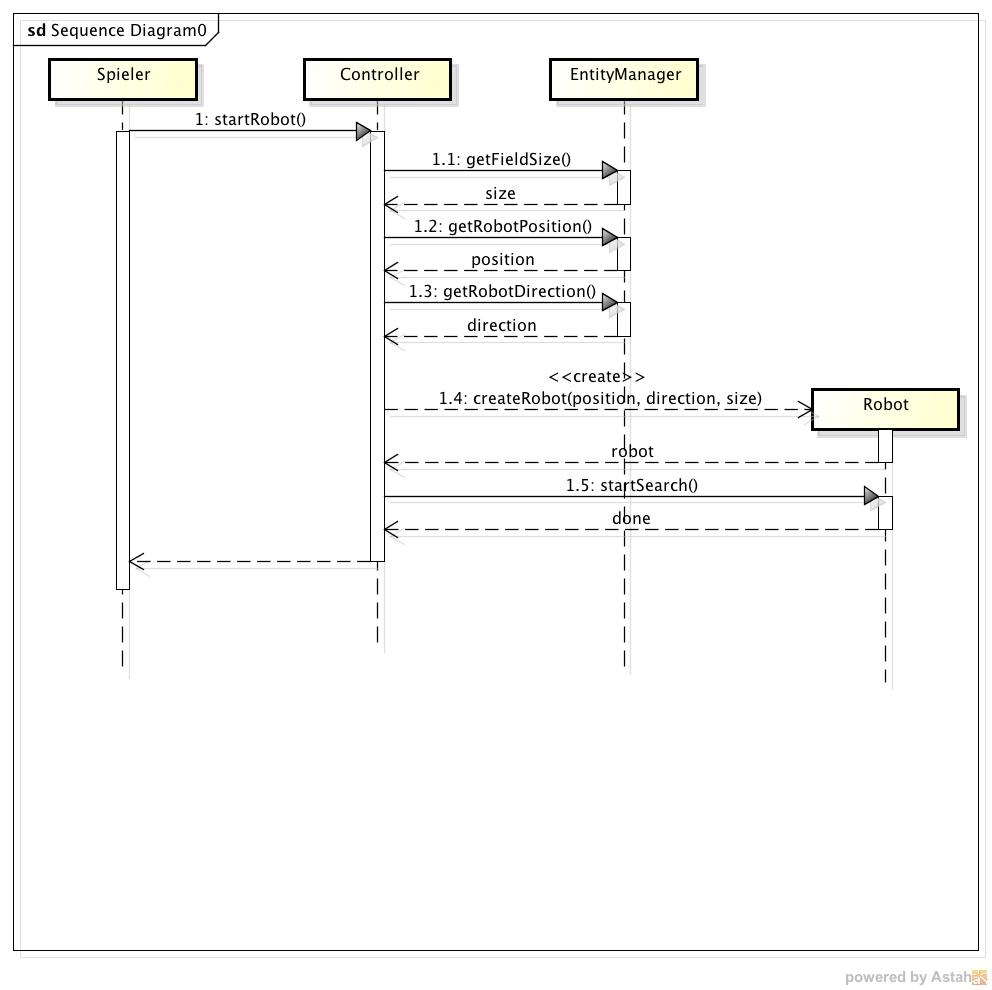 sd Sequence Diagram0
Spieler
Controller
EntityManager
1: startRobot()
1.1: getFieldSize()
size
1.2: getRobotPosition()
position
1.3: getRobotDirection()
direction
<<create>>
1.4: createRobot(position, direction, size)
Robot
robot
1.5: startSearch()
done
powered by Astah